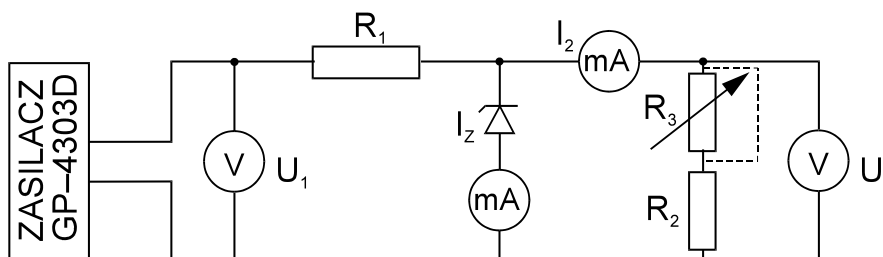 ZASILACZ
GP–4303D
V
U1
R1
IZ
mA
I2
mA
R3
R2
V
U